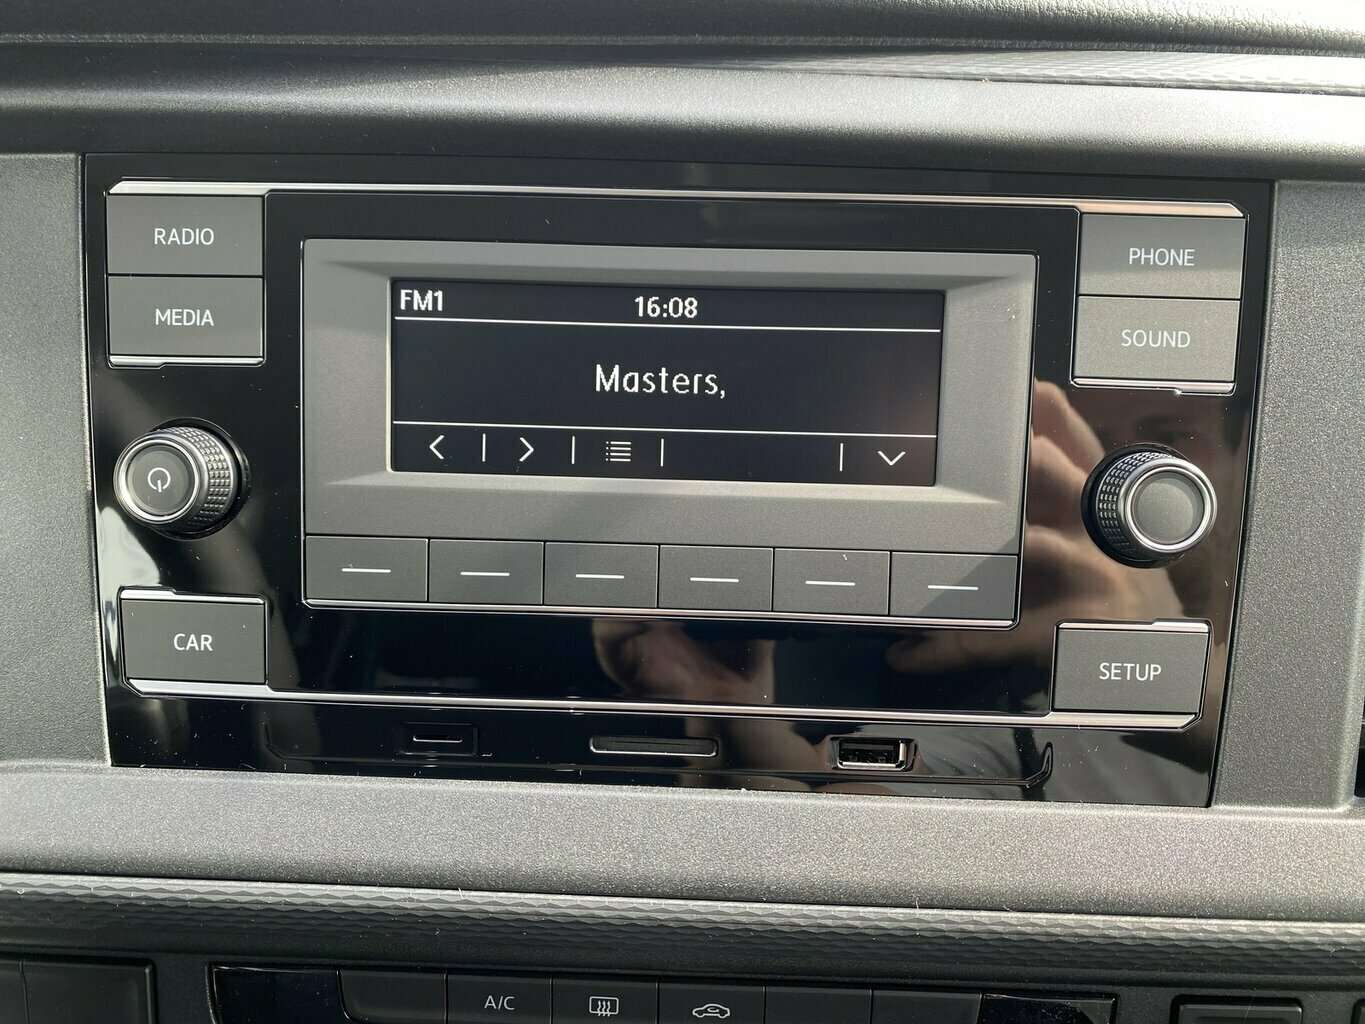 RADIO
MEDIA
FM1 16:08
Masters,
PHONE
SOUND
CAR
SETUP
A/C